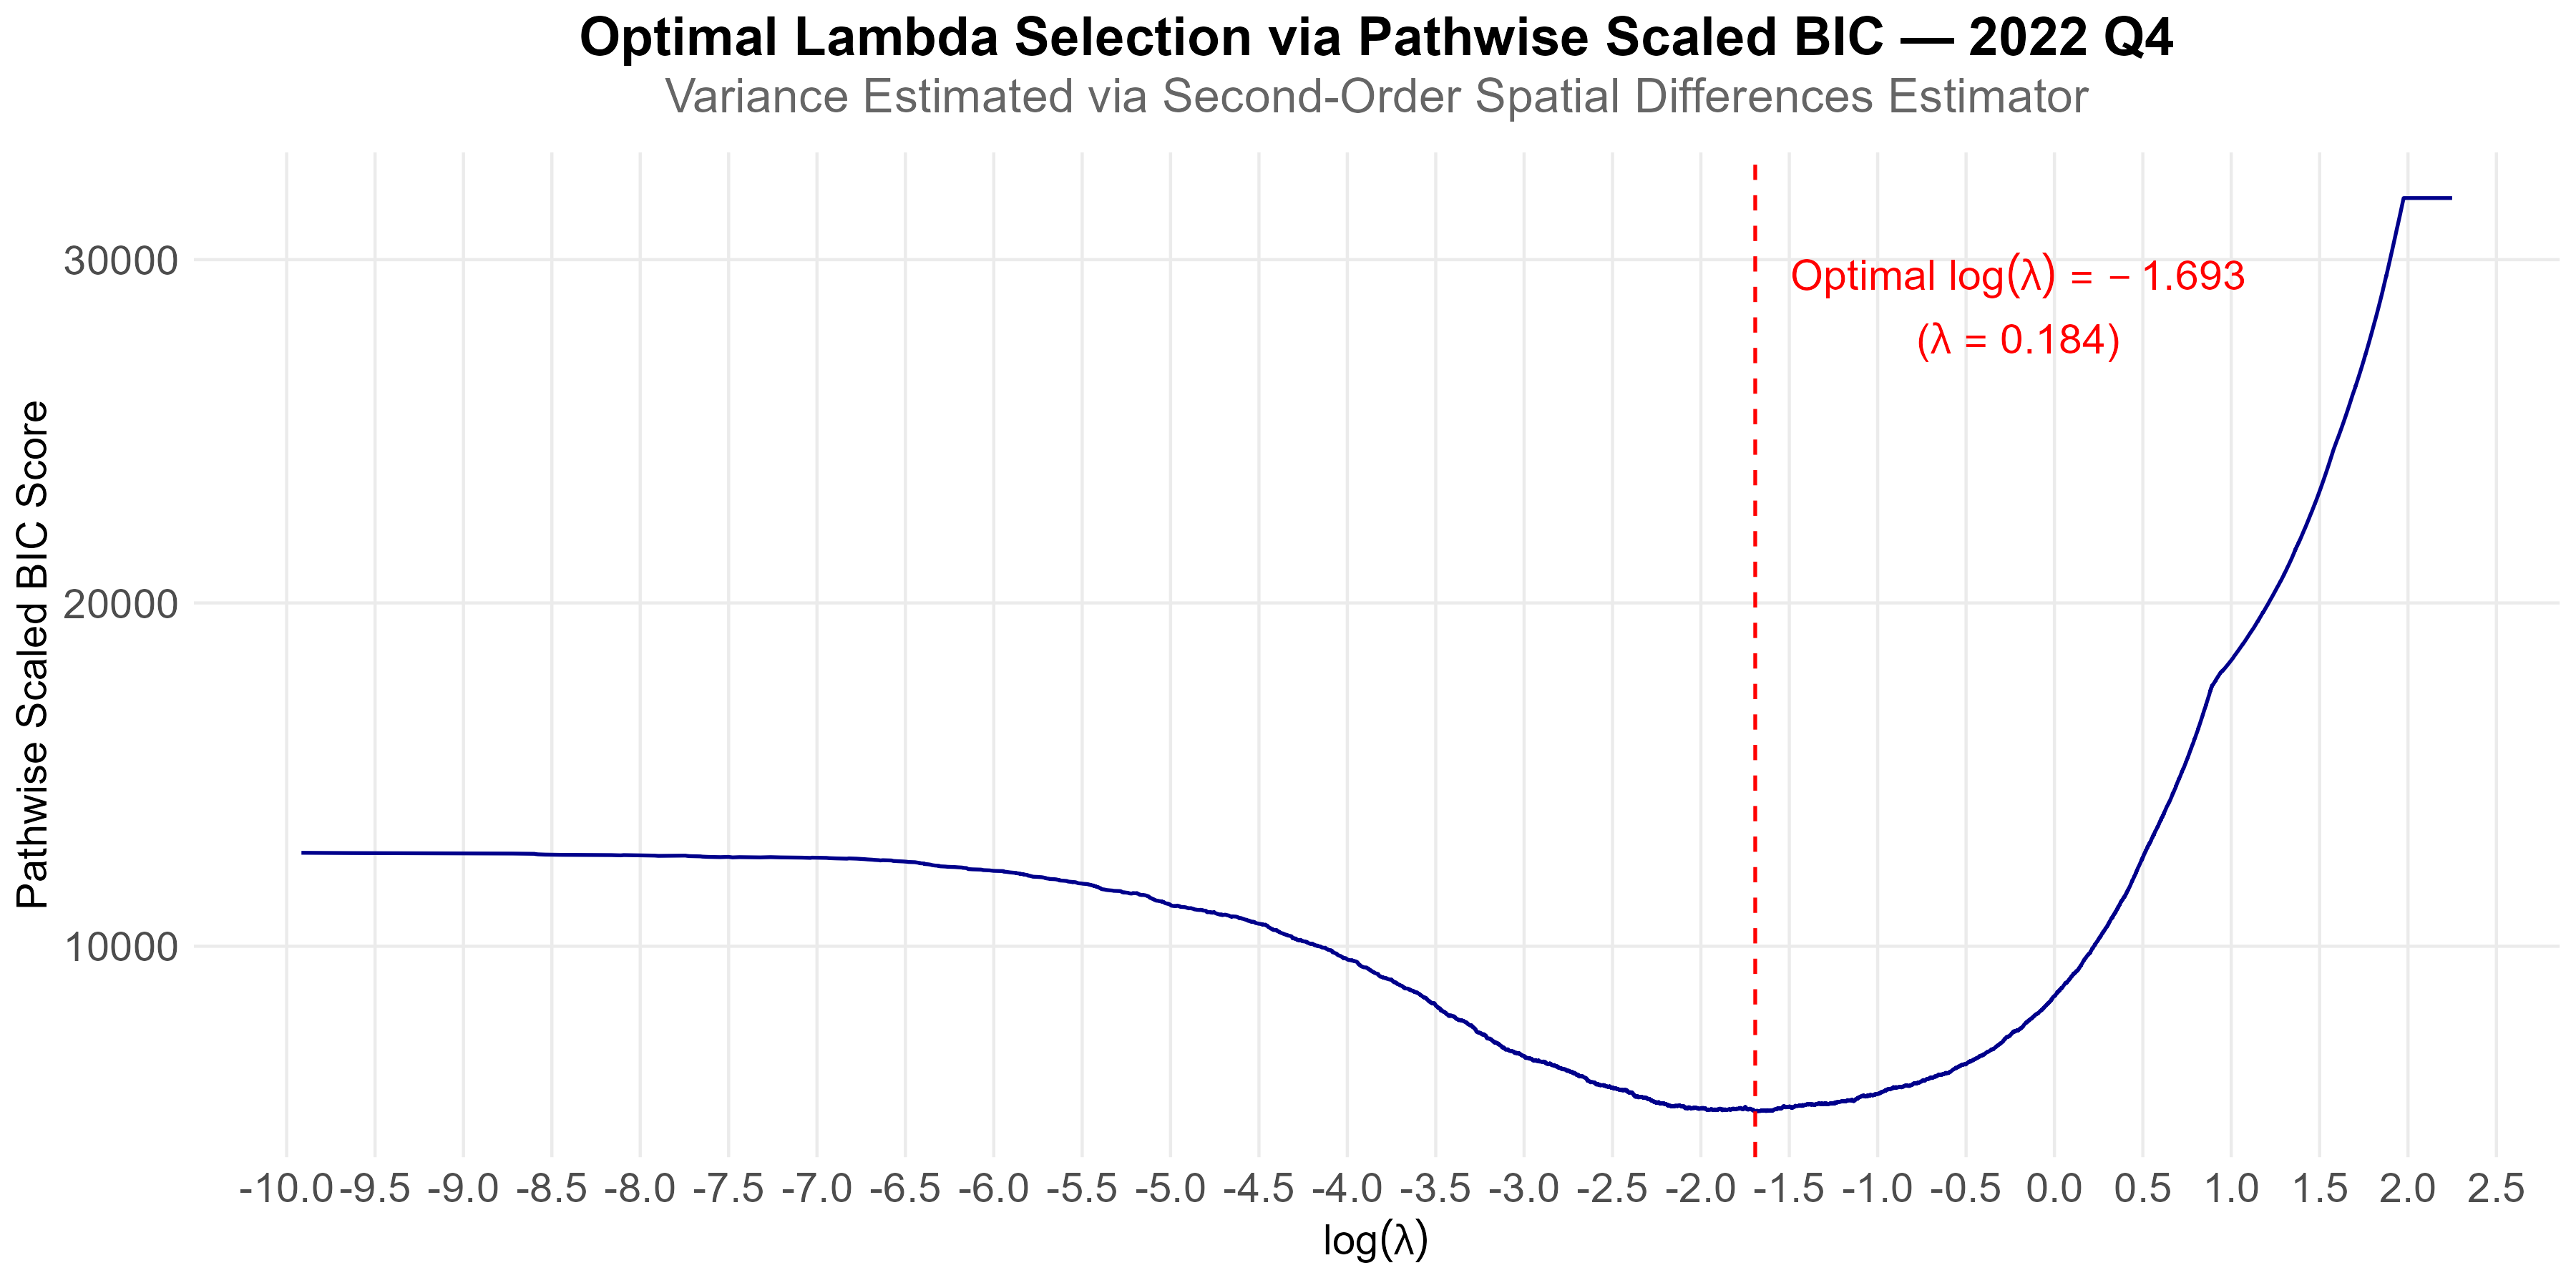 Optimal Lambda Selection via Pathwise Scaled BIC — 2022 Q4
Variance Estimated via Second-Order Spatial Differences Estimator
Pathwise Scaled BIC Score
30000
20000
10000
Optimal log(λ) = − 1.693
(λ = 0.184)
-10.0 -9.5 -9.0 -8.5 -8.0 -7.5 -7.0 -6.5 -6.0 -5.5 -5.0 -4.5 -4.0 -3.5 -3.0 -2.5 -2.0 -1.5 -1.0 -0.5 0.0 0.5 1.0 1.5 2.0 2.5
log(λ)